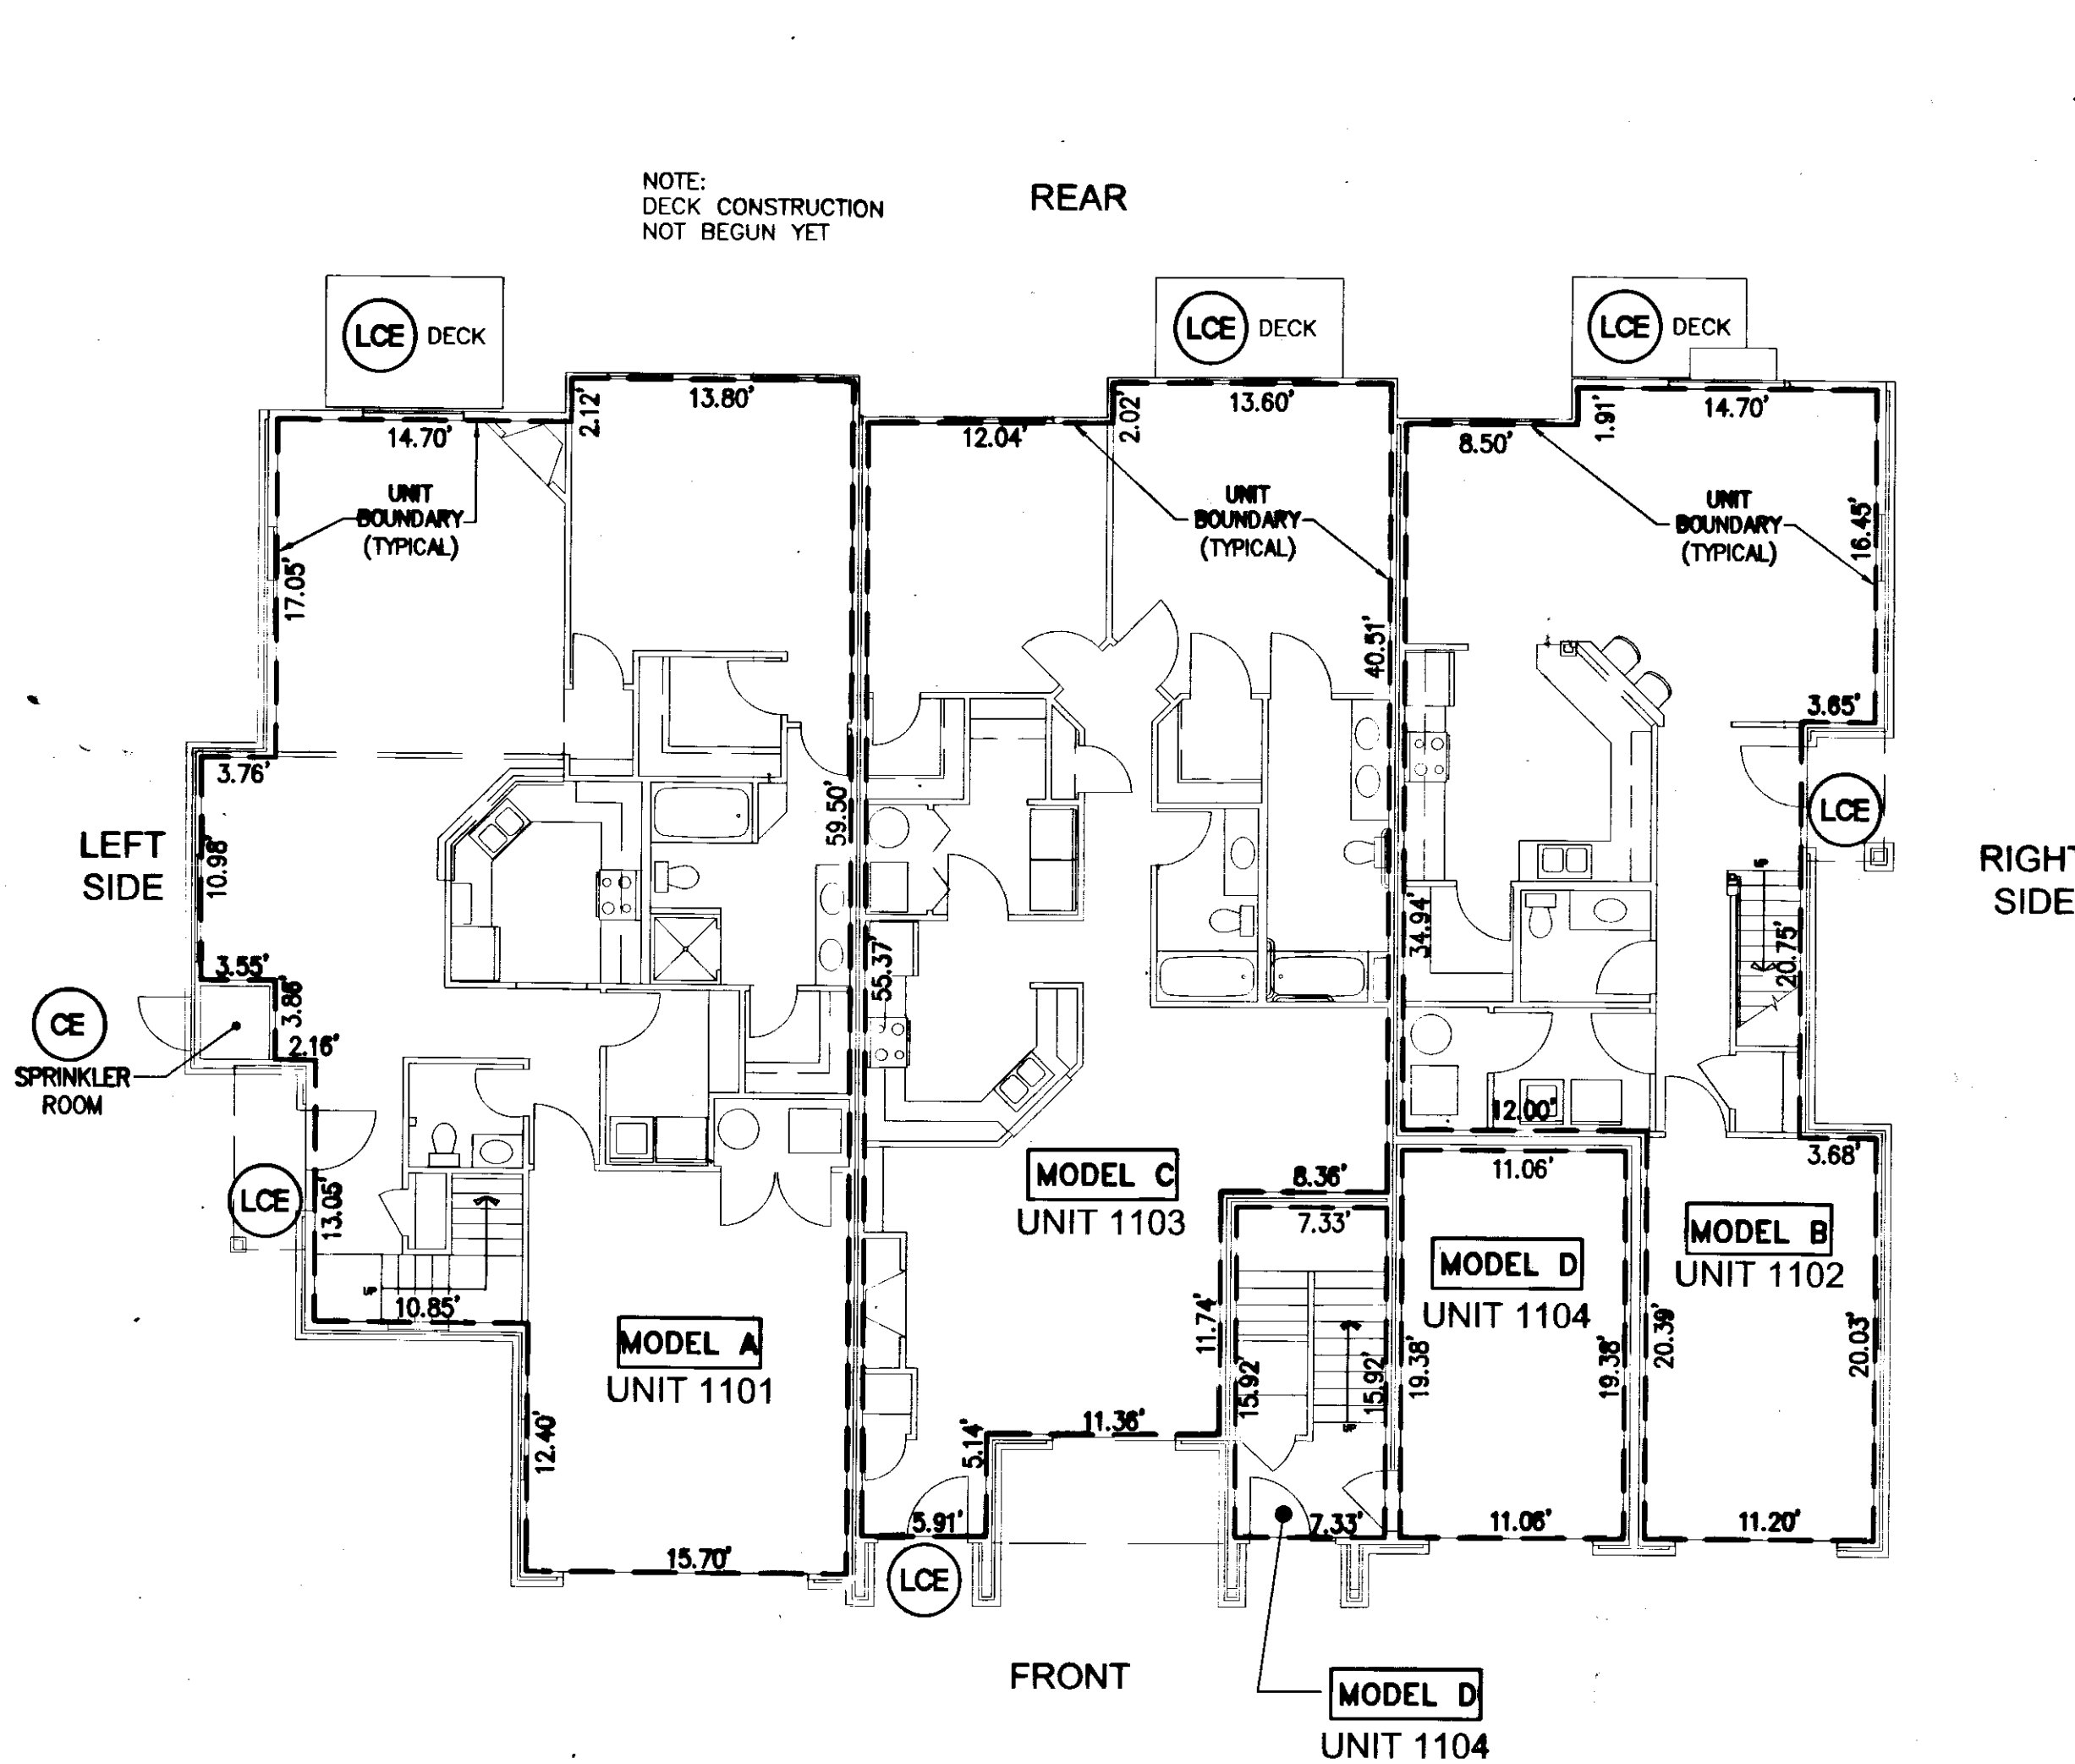 NOTE:
DECK CONSTRUCTION
NOT BEGUN YET
REAR
LCE DECK
LCE DECK
LCE DECK
13.80'
2.12'
14.70'
12.04'
2.02'
13.60'
8.50'
1.91'
14.70'
UNIT
BOUNDARY
(TYPICAL)
UNIT
BOUNDARY
(TYPICAL)
UNIT
BOUNDARY
(TYPICAL)
17.05'
40.51'
16.45'
3.76'
3.65'
LEFT
SIDE
10.98'
59.50'
LCE
RIGHT
SIDE
3.55'
3.86'
55.37'
34.94'
20.75'
CE
SPRINKLER
ROOM
2.16'
12.00'
LCE
13.05'
UP
10.85'
MODEL C
UNIT 1103
8.36'
7.33'
11.06'
3.68'
MODEL D
UNIT 1104
MODEL B
UNIT 1102
MODEL A
UNIT 1101
11.74'
15.92'
15.92'
19.38'
19.38'
20.39'
20.03'
12.40'
5.14'
11.36'
15.70'
5.91'
7.33'
11.06'
11.20'
LCE
FRONT
MODEL D
UNIT 1104